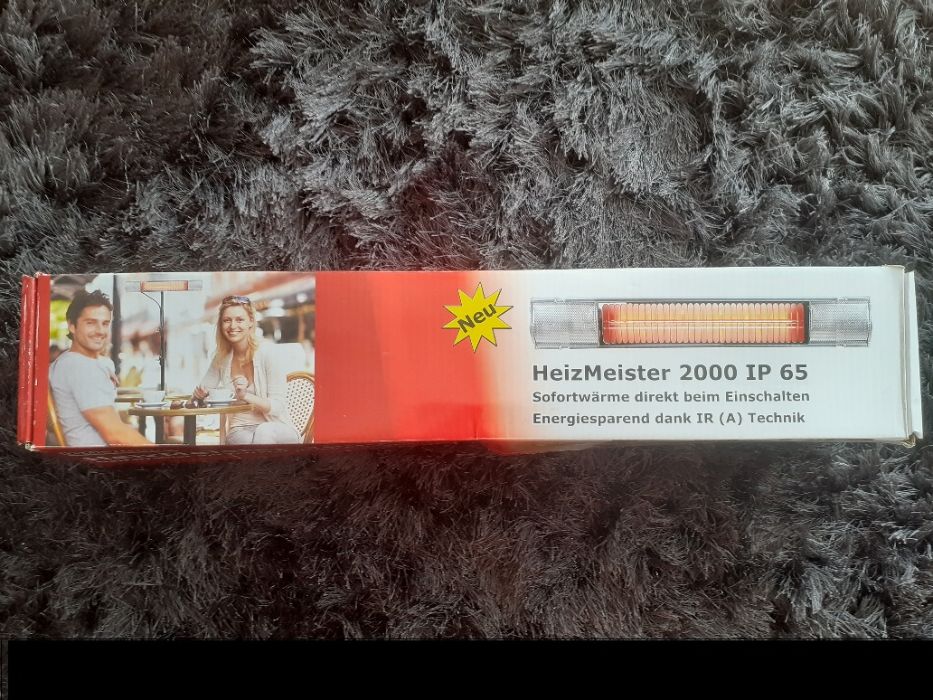 Neu
HeizMeister 2000 IP 65
Sofortwärme direkt beim Einschalten
Energiesparend dank IR (A) Technik